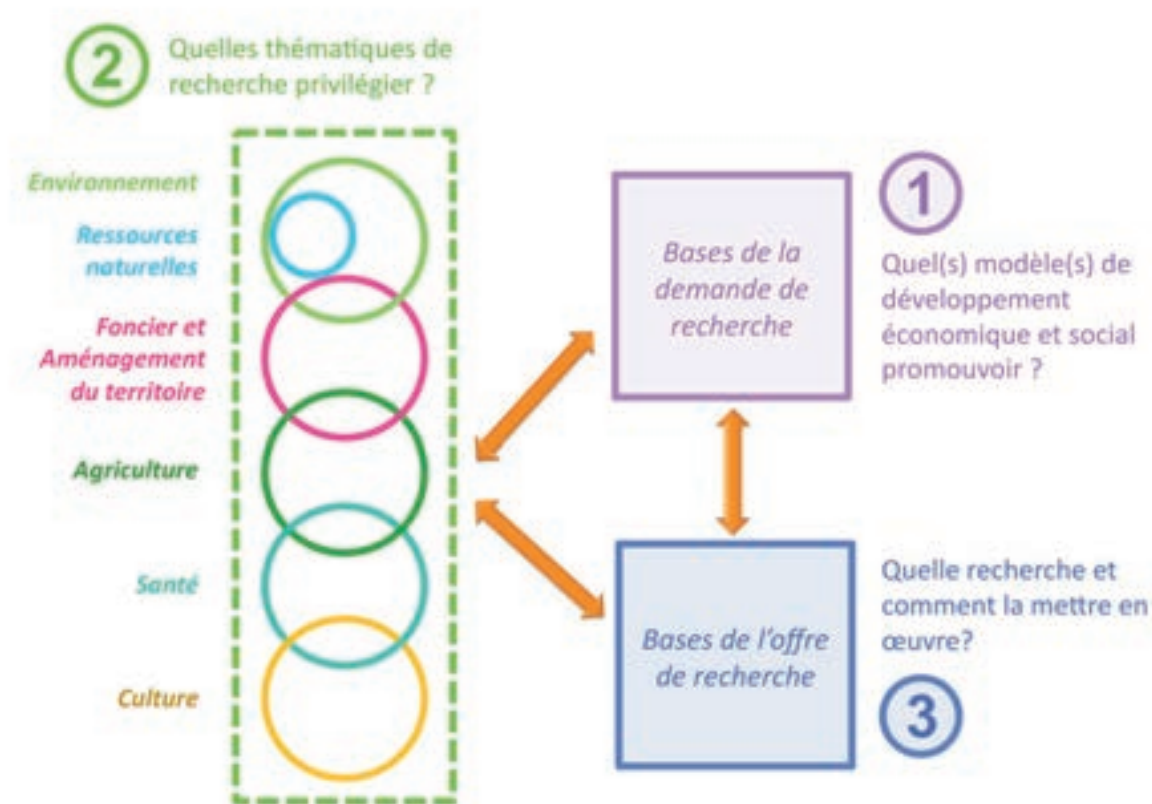 2
Quelles thématiques de
recherche privilégier ?
Environnement
Ressources
naturelles
Foncier et
Aménagement
du territoire
Agriculture
Santé
Culture
Bases de la
demande de
recherche
1
Quel(s) modèle(s) de
développement
économique et social
promouvoir ?
Bases de l'offre
de recherche
Quelle recherche et
comment la mettre en
œuvre?
3